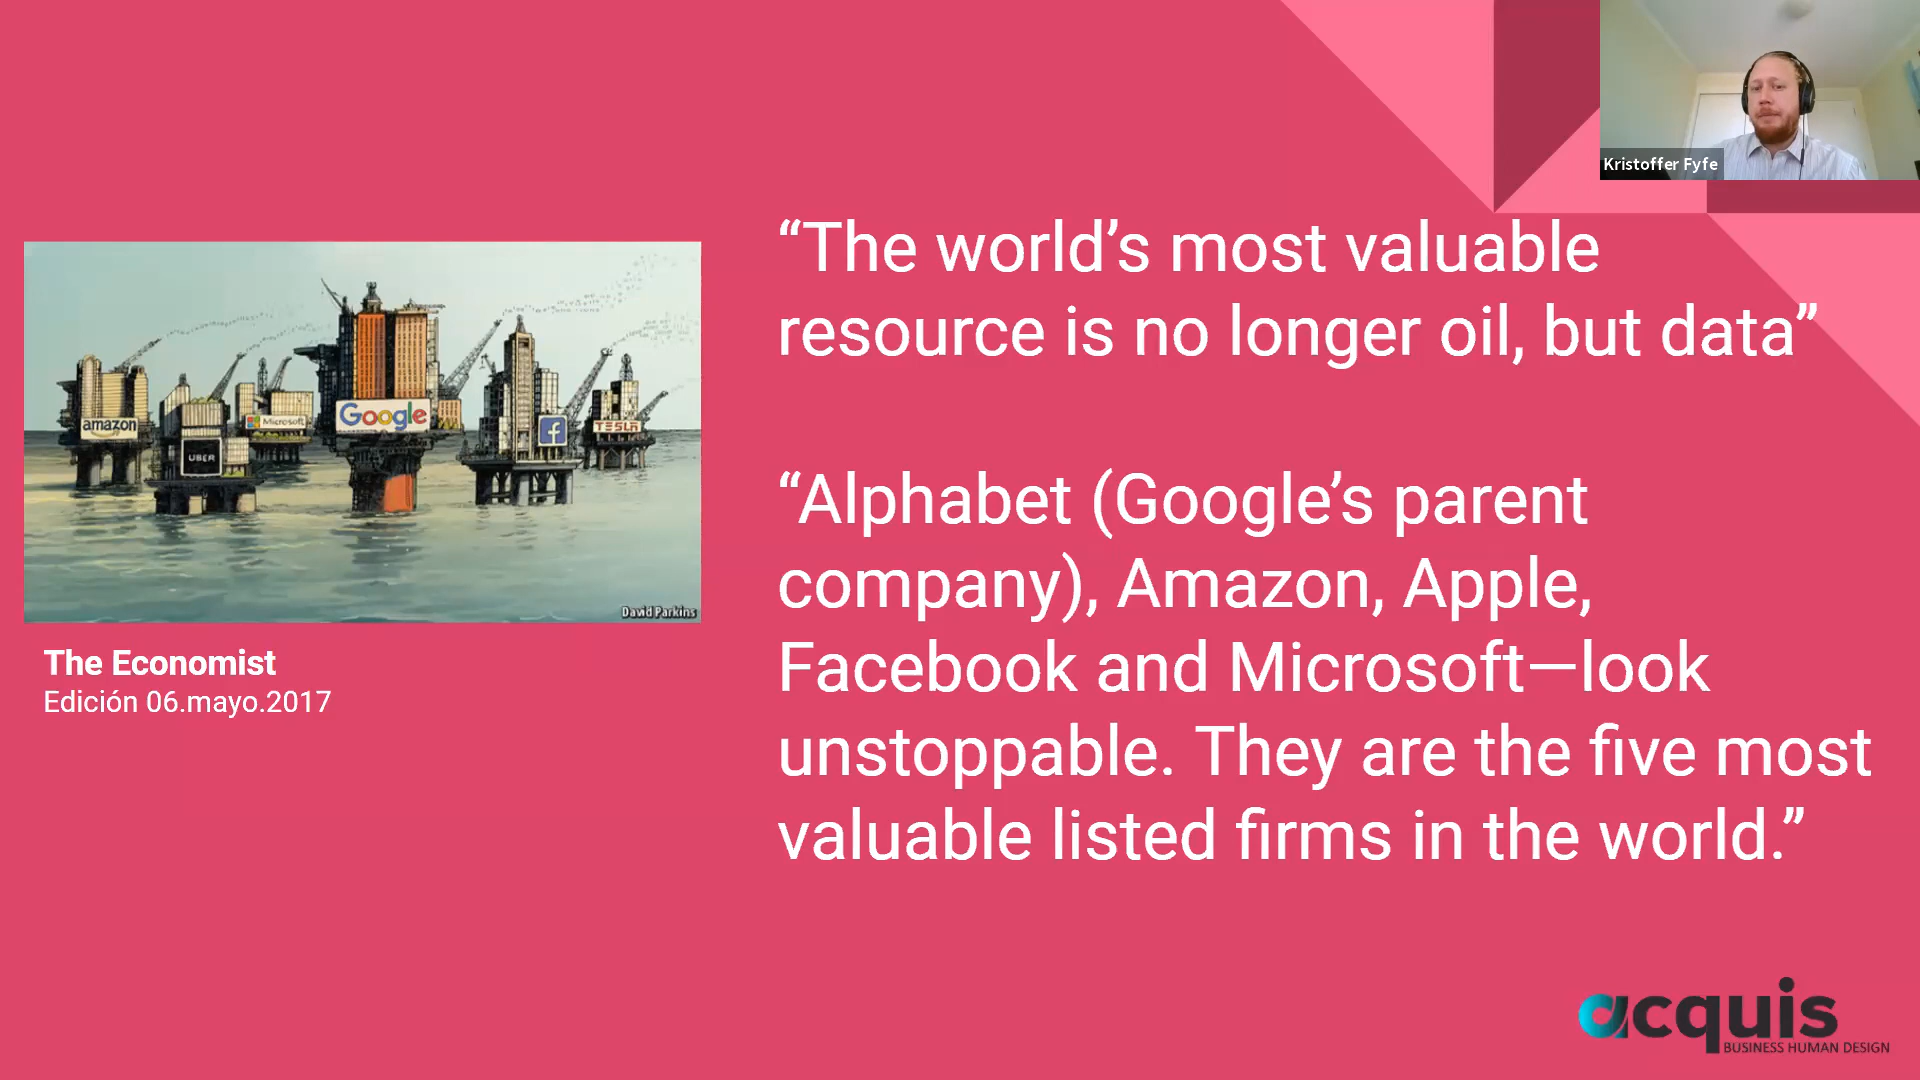 Kristoffer Fyfe
“The world’s most valuable
resource is no longer oil, but data”
amazon
UBER
Microsoft
Google
f
TESLA
David Parkins
The Economist
Edición 06.mayo.2017
“Alphabet (Google’s parent
company), Amazon, Apple,
Facebook and Microsoft—look
unstoppable. They are the five most
valuable listed firms in the world.”
acquis
BUSINESS HUMAN DESIGN